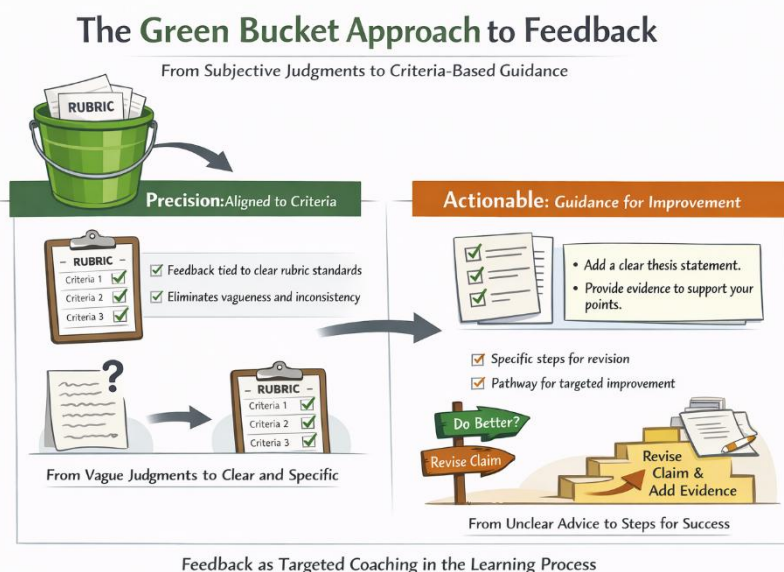 The Green Bucket Approach to Feedback
From Subjective Judgments to Criteria-Based Guidance
RUBRIC
Precision: Aligned to Criteria
- RUBRIC -
Criteria 1
Criteria 2
Criteria 3
Feedback tied to clear rubric standards
Eliminates vagueness and inconsistency
?
- RUBRIC -
Criteria 1
Criteria 2
Criteria 3
From Vague Judgments to Clear and Specific
Actionable: Guidance for Improvement
• Add a clear thesis statement.
• Provide evidence to support your
points.
Specific steps for revision
Pathway for targeted improvement
Do Better?
Revise Claim
Revise
Claim &
Add Evidence
From Unclear Advice to Steps for Success
Feedback as Targeted Coaching in the Learning Process